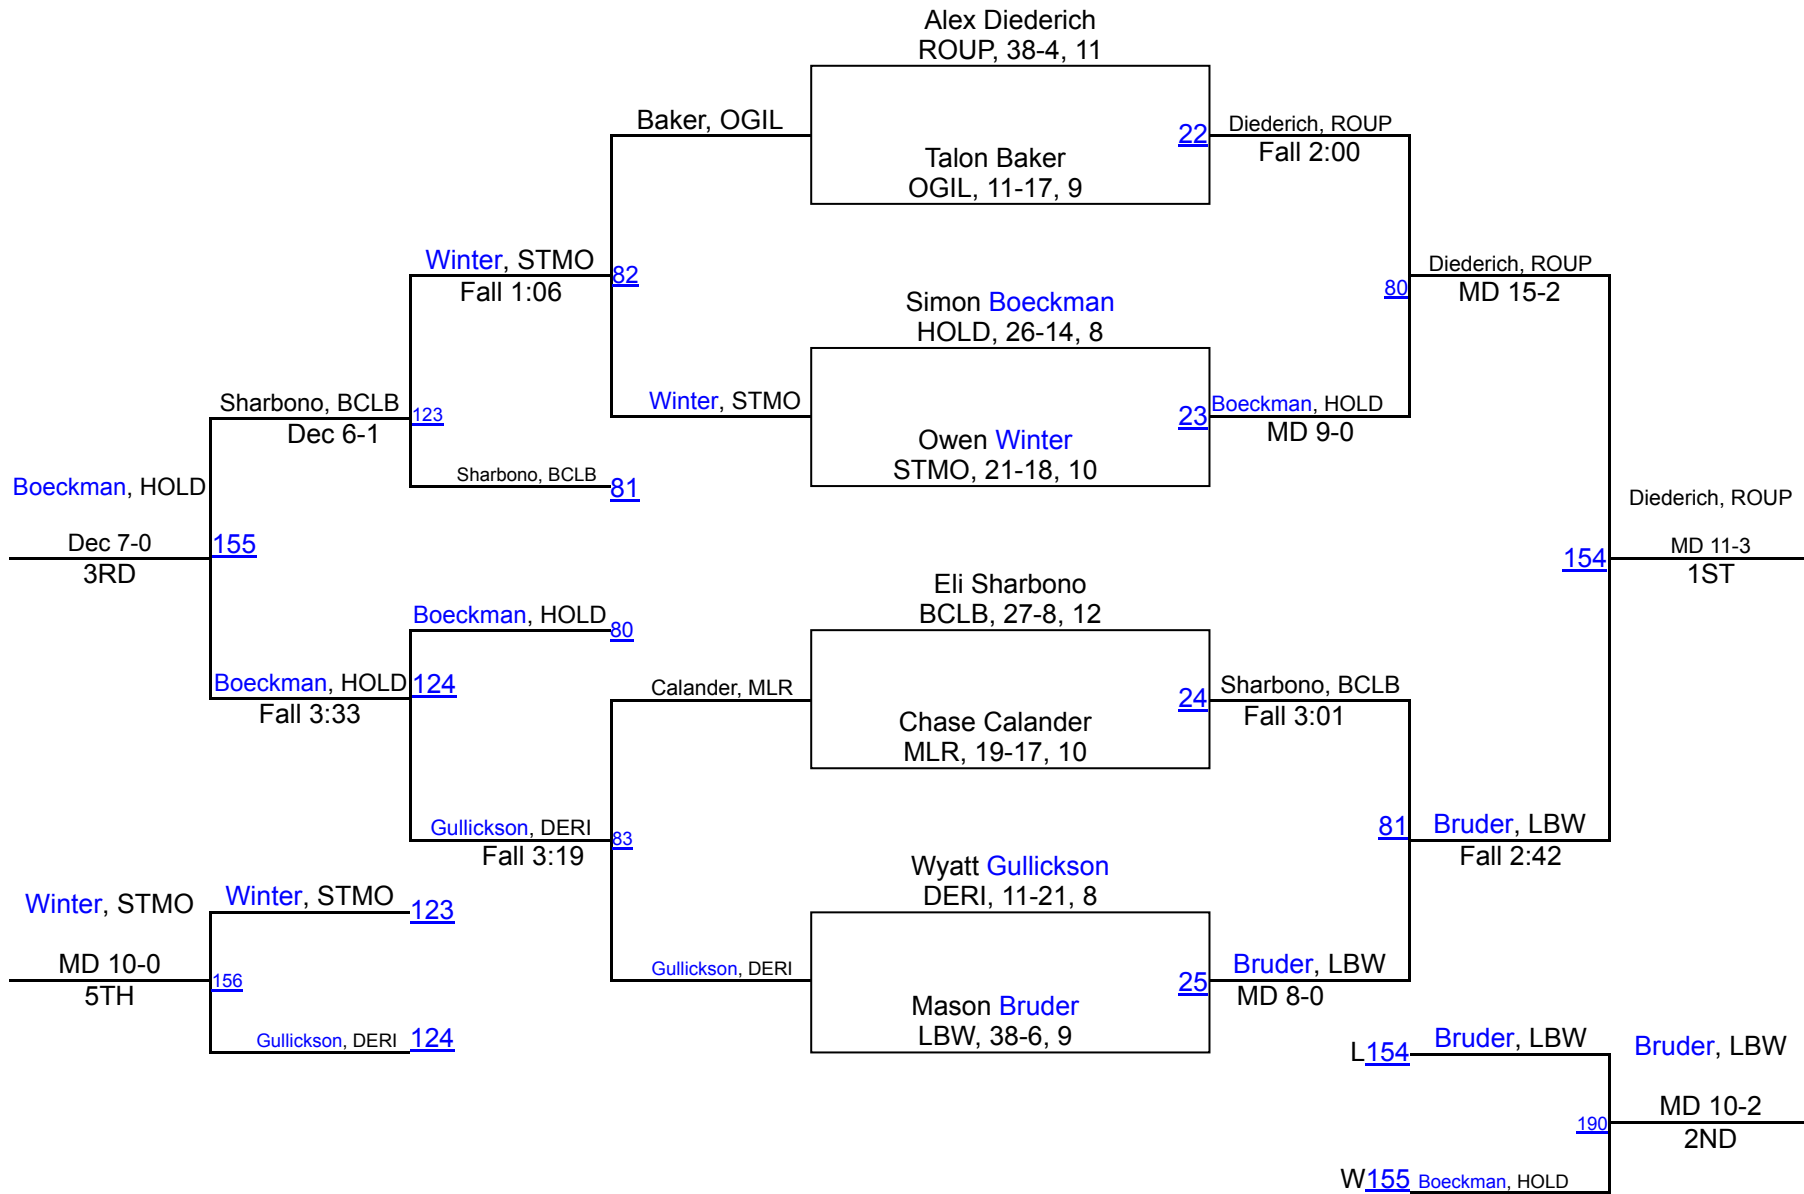 Alex Diederich
ROUP, 38-4, 11
Baker, OGIL
22
Diederich, ROUP
Fall 2:00
Talon Baker
OGIL, 11-17, 9
Winter, STMO
Fall 1:06
82
Diederich, ROUP
MD 15-2
80
Simon Boeckman
HOLD, 26-14, 8
Sharbono, BCLB
Dec 6-1
123
Winter, STMO
23
Boeckman, HOLD
MD 9-0
Owen Winter
STMO, 21-18, 10
Sharbono, BCLB
81
Boeckman, HOLD
Dec 7-0
3RD
155
Diederich, ROUP
MD 11-3
1ST
154
Eli Sharbono
BCLB, 27-8, 12
Boeckman, HOLD
80
Boeckman, HOLD
Fall 3:33
124
Calander, MLR
24
Sharbono, BCLB
Fall 3:01
Chase Calander
MLR, 19-17, 10
Gullickson, DERI
Fall 3:19
83
81
Bruder, LBW
Fall 2:42
Wyatt Gullickson
DERI, 11-21, 8
Winter, STMO
MD 10-0
5TH
156
Winter, STMO
123
Gullickson, DERI
124
Gullickson, DERI
25
Bruder, LBW
MD 8-0
Mason Bruder
LBW, 38-6, 9
L154
Bruder, LBW
Bruder, LBW
MD 10-2
2ND
190
W155
Boeckman, HOLD